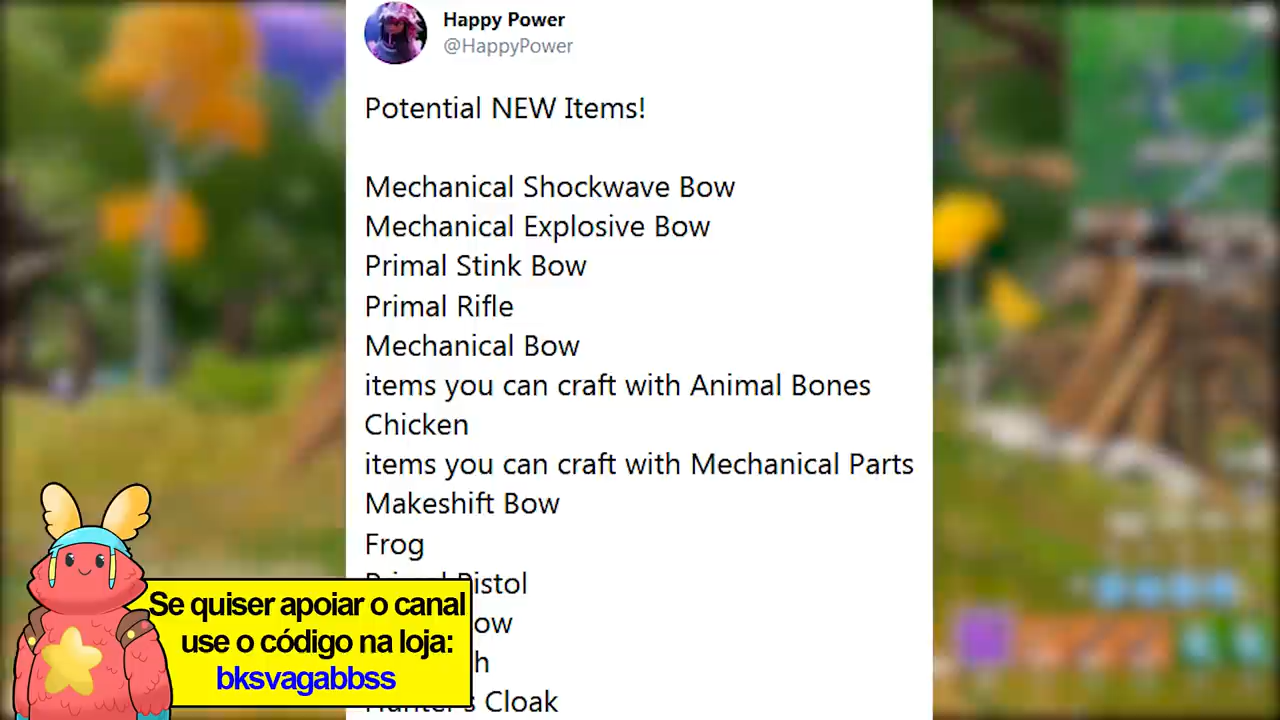 Happy Power
@HappyPower
Potential NEW Items!
Mechanical Shockwave Bow
Mechanical Explosive Bow
Primal Stink Bow
Primal Rifle
Mechanical Bow
items you can craft with Animal Bones
Chicken
items you can craft with Mechanical Parts
Makeshift Bow
Frog
Primal Pistol
ow
h
Hunter's Cloak
Se quiser apoiar o canal
use o código na loja:
bksvagabbss